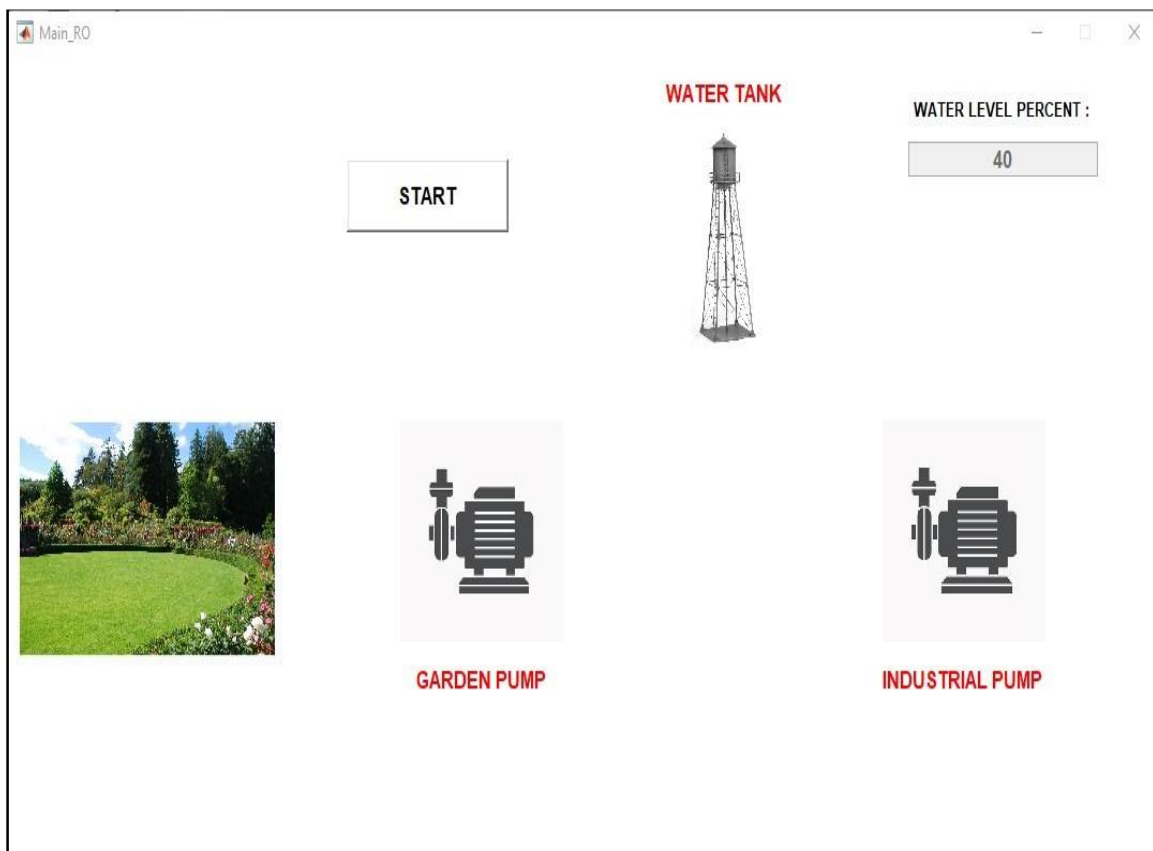 Main_RO
WATER TANK
WATER LEVEL PERCENT :
40
START
GARDEN PUMP
INDUSTRIAL PUMP